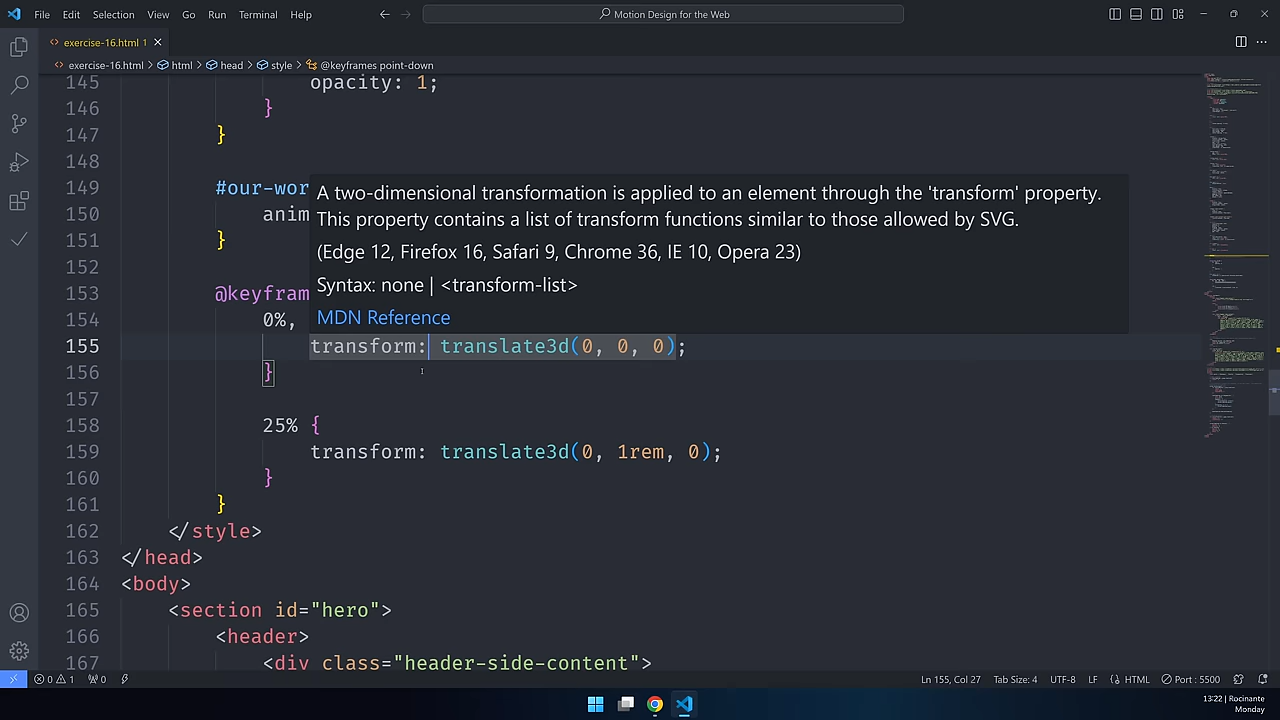 File Edit Selection View Go Run Terminal Help
Motion Design for the Web
exercise-16.html 1
exercise-16.html > html > head > style > @keyframes point-down
145 opacity: 1;
146 }
147 }
148
149 #our-wor
150 anim
151 }
152
153 @keyfram
154 0%,
A two-dimensional transformation is applied to an element through the 'transform' property.
This property contains a list of transform functions similar to those allowed by SVG.
(Edge 12, Firefox 16, Safari 9, Chrome 36, IE 10, Opera 23)
Syntax: none | <transform-list>
MDN Reference
155 transform: translate3d(0, 0, 0);
156 }
157
158 25% {
159 transform: translate3d(0, 1rem, 0);
160 }
161 }
162 </style>
163 </head>
164 <body>
165 <section id="hero">
166 <header>
167 <div class="header-side-content">
0 1 0 Ln 155, Col 27 Tab Size: 4 UTF-8 LF HTML Port : 5500
13:22 | Rocinante
Monday